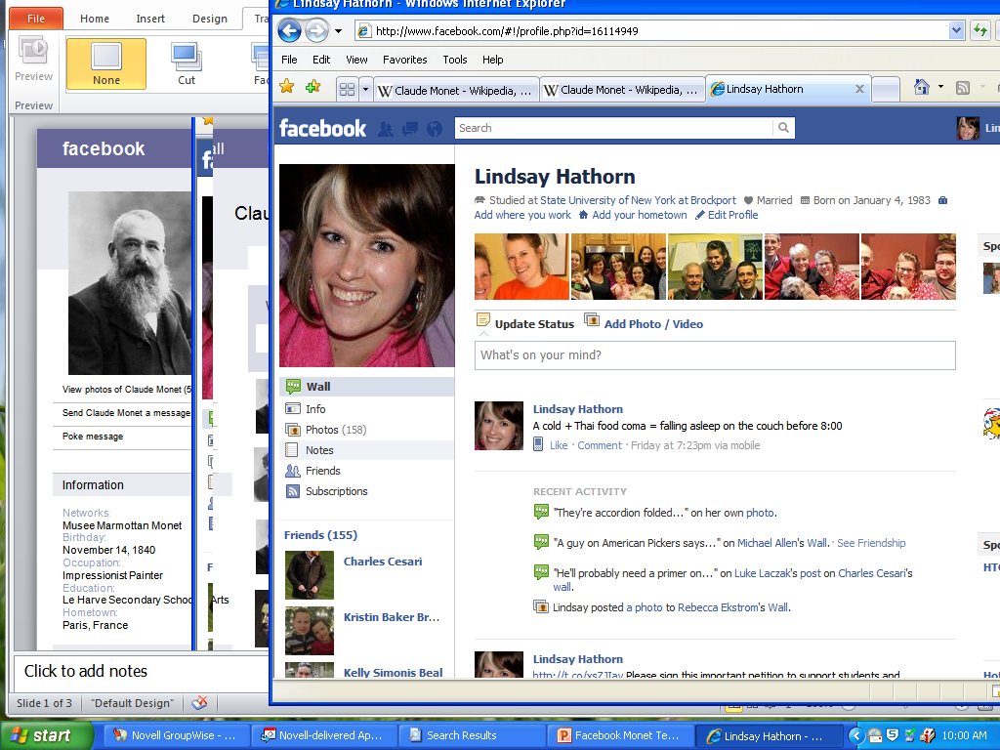 File Home Insert Design Tra
Preview
None
Cut
Preview
facebook
View photos of Claude Monet (5
Send Claude Monet a message
Poke message
Information
Networks:
Musee Marmottan Monet
Birthday:
November 14, 1840
Occupation:
Impressionist Painter
Education:
Le Harve Secondary School Arts
Hometown:
Paris, France
Click to add notes
Slide 1 of 3 "Default Design"
all
Clau
Lindsay Hathorn - Windows Internet Explorer
http://www.facebook.com/#!/profile.php?id=16114949
File Edit View Favorites Tools Help
Claude Monet - Wikipedia, ...
Claude Monet - Wikipedia, ...
Lindsay Hathorn
facebook
Search
Lin
Lindsay Hathorn
Studied at State University of New York at Brockport Married Born on January 4, 1983
Add where you work Add your hometown Edit Profile
Update Status Add Photo / Video
What's on your mind?
Wall
Info
Photos (158)
Notes
Friends
Subscriptions
Friends (155)
Charles Cesari
Kristin Baker Br...
Kelly Simonis Beal
Lindsay Hathorn
A cold + Thai food coma = falling asleep on the couch before 8:00
Like · Comment · Friday at 7:23pm via mobile
RECENT ACTIVITY
"They're accordion folded..." on her own photo.
"A guy on American Pickers says..." on Michael Allen's Wall. · See Friendship
"He'll probably need a primer on..." on Luke Laczak's post on Charles Cesari's
wall.
Lindsay posted a photo to Rebecca Ekstrom's Wall.
Lindsay Hathorn
Please sign this important petition to support students and
Spo
Spo
HTC
start
Novell GroupWise - ...
Novell-delivered Ap...
Search Results
Facebook Monet Te...
Lindsay Hathorn - ...
10:00 AM